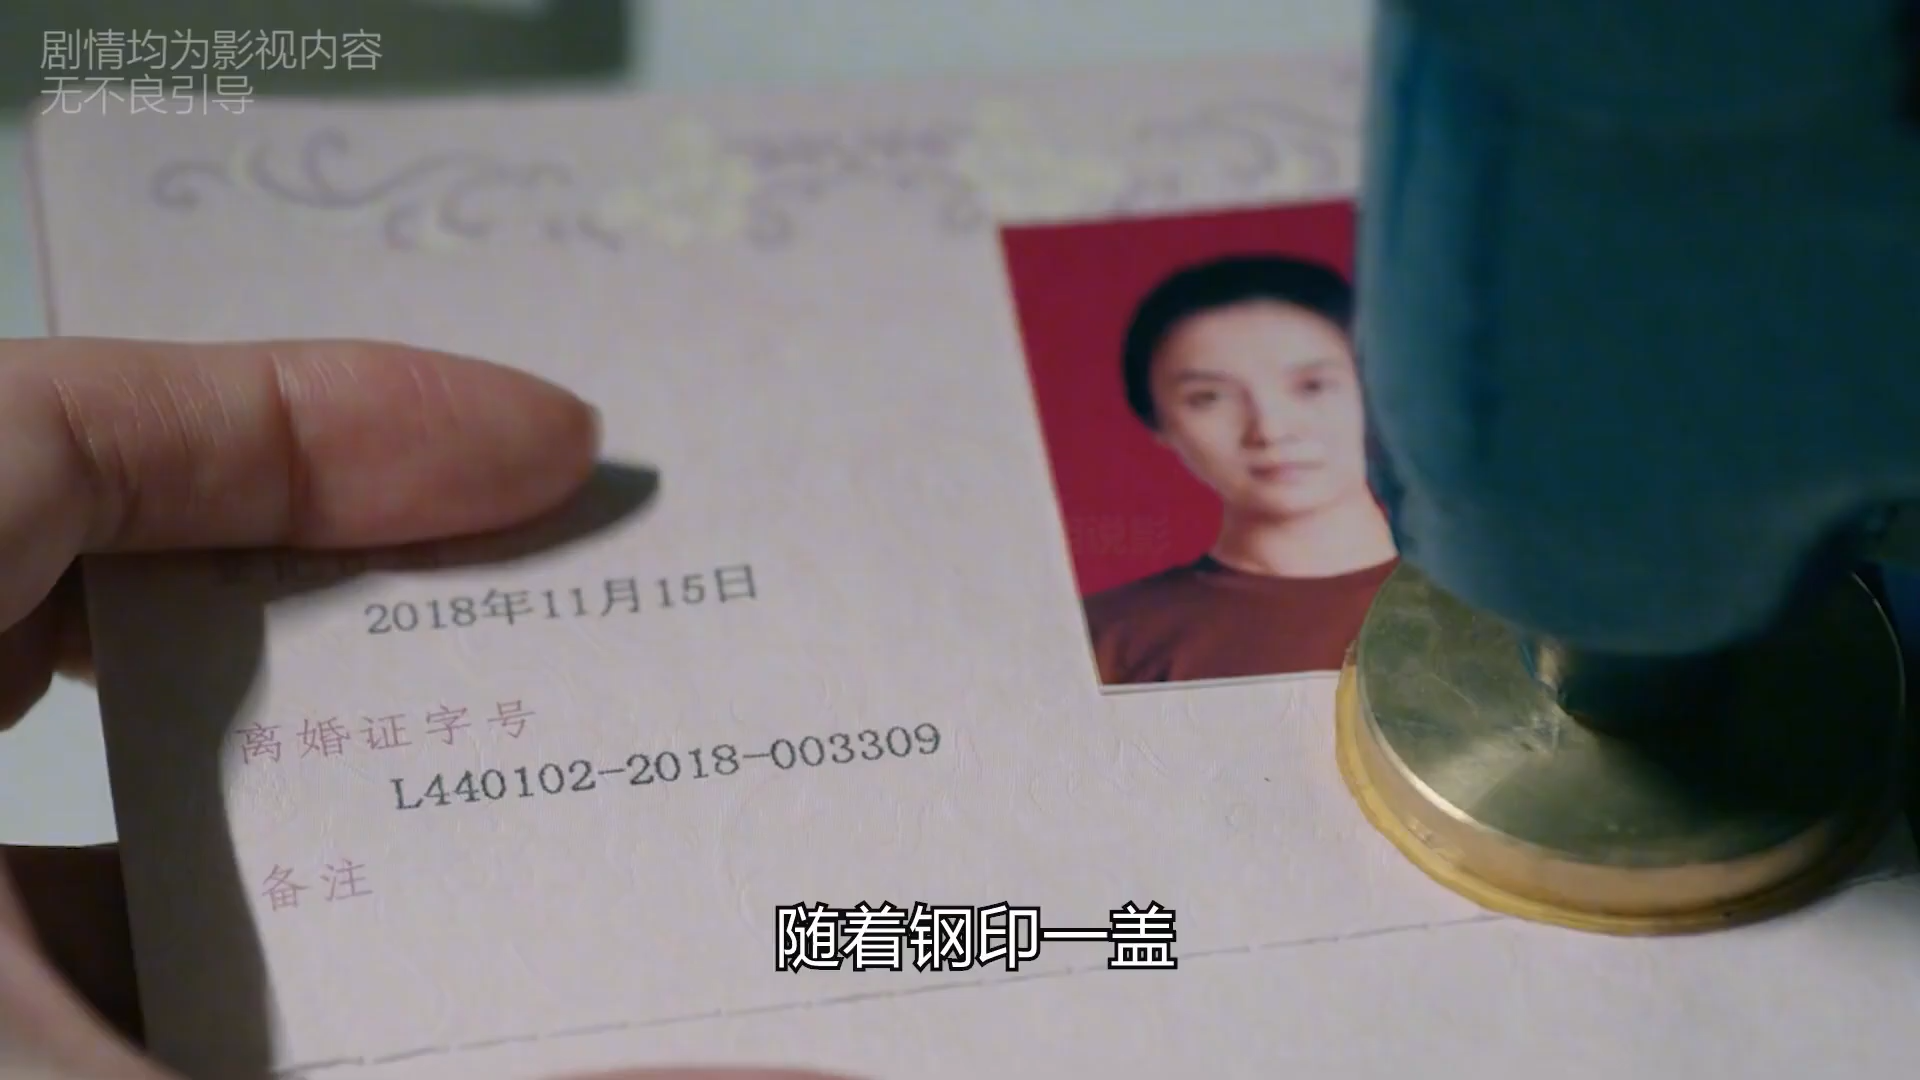 剧情均为影视内容
无不良引导
2018年11月15日
离婚证字号
L440102-2018-003309
备注
随着钢印一盖